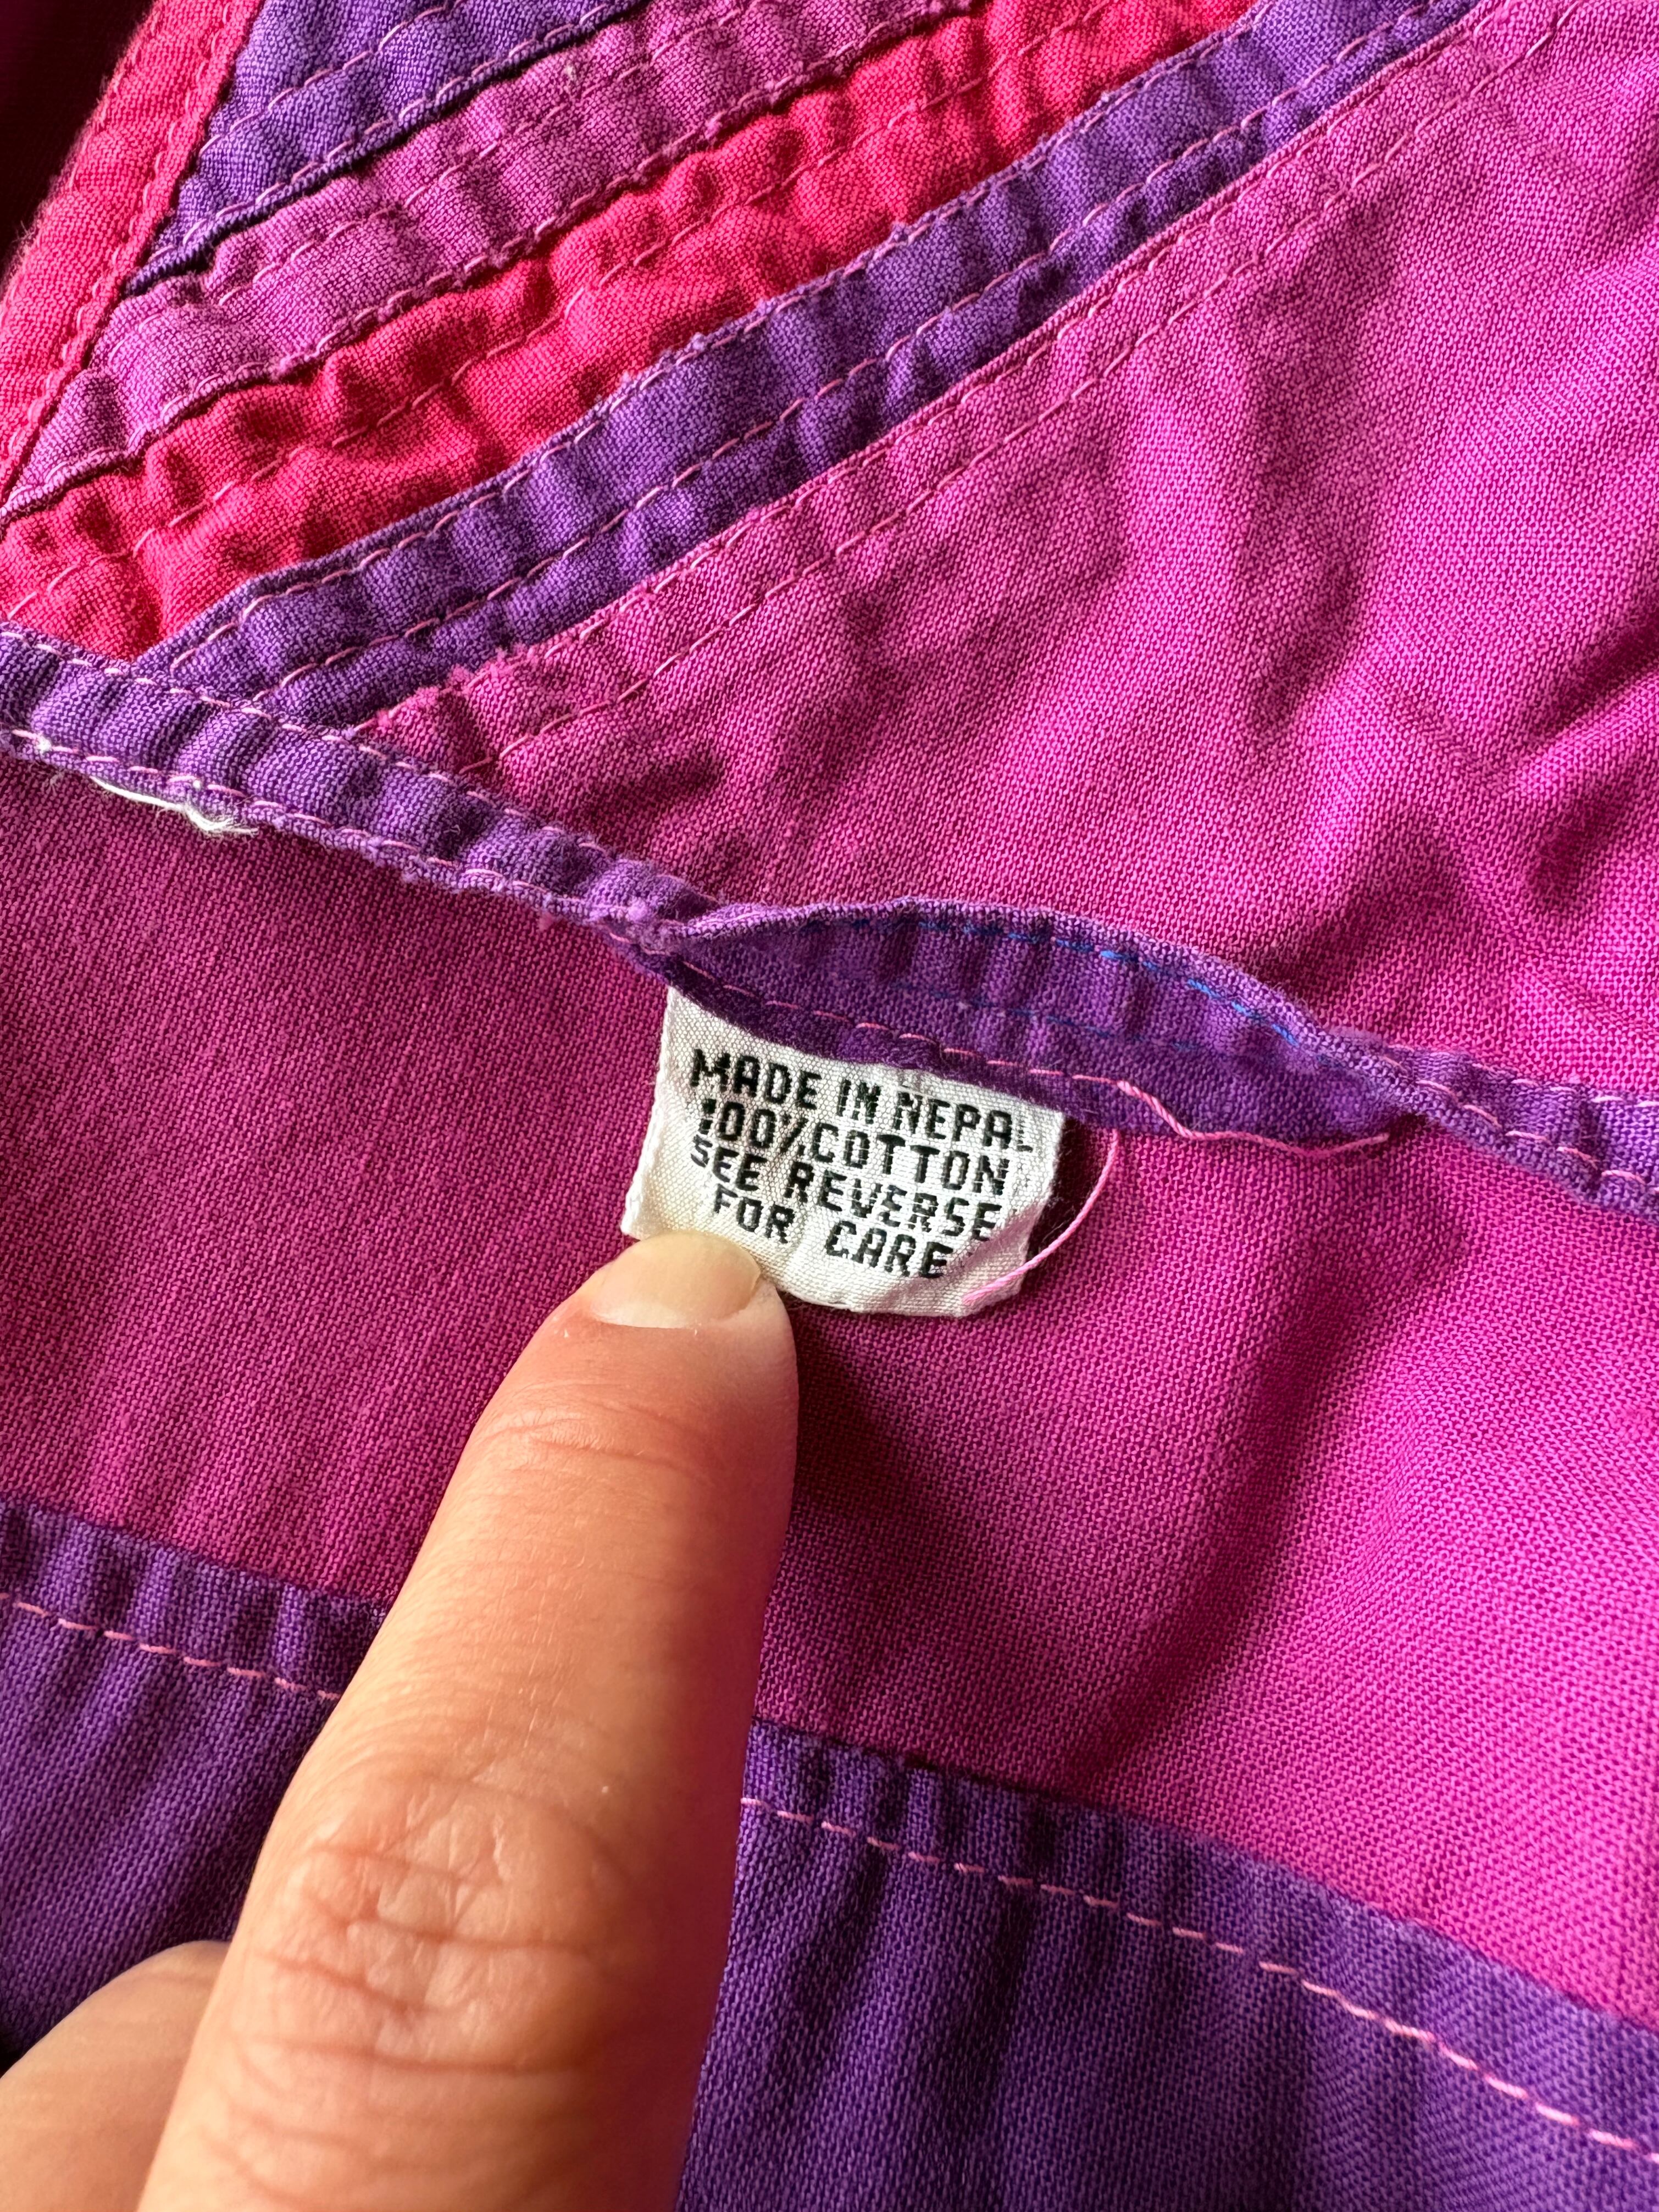 MADE IN NEPAL
100%COTTON
SEE REVERSE
FOR CARE